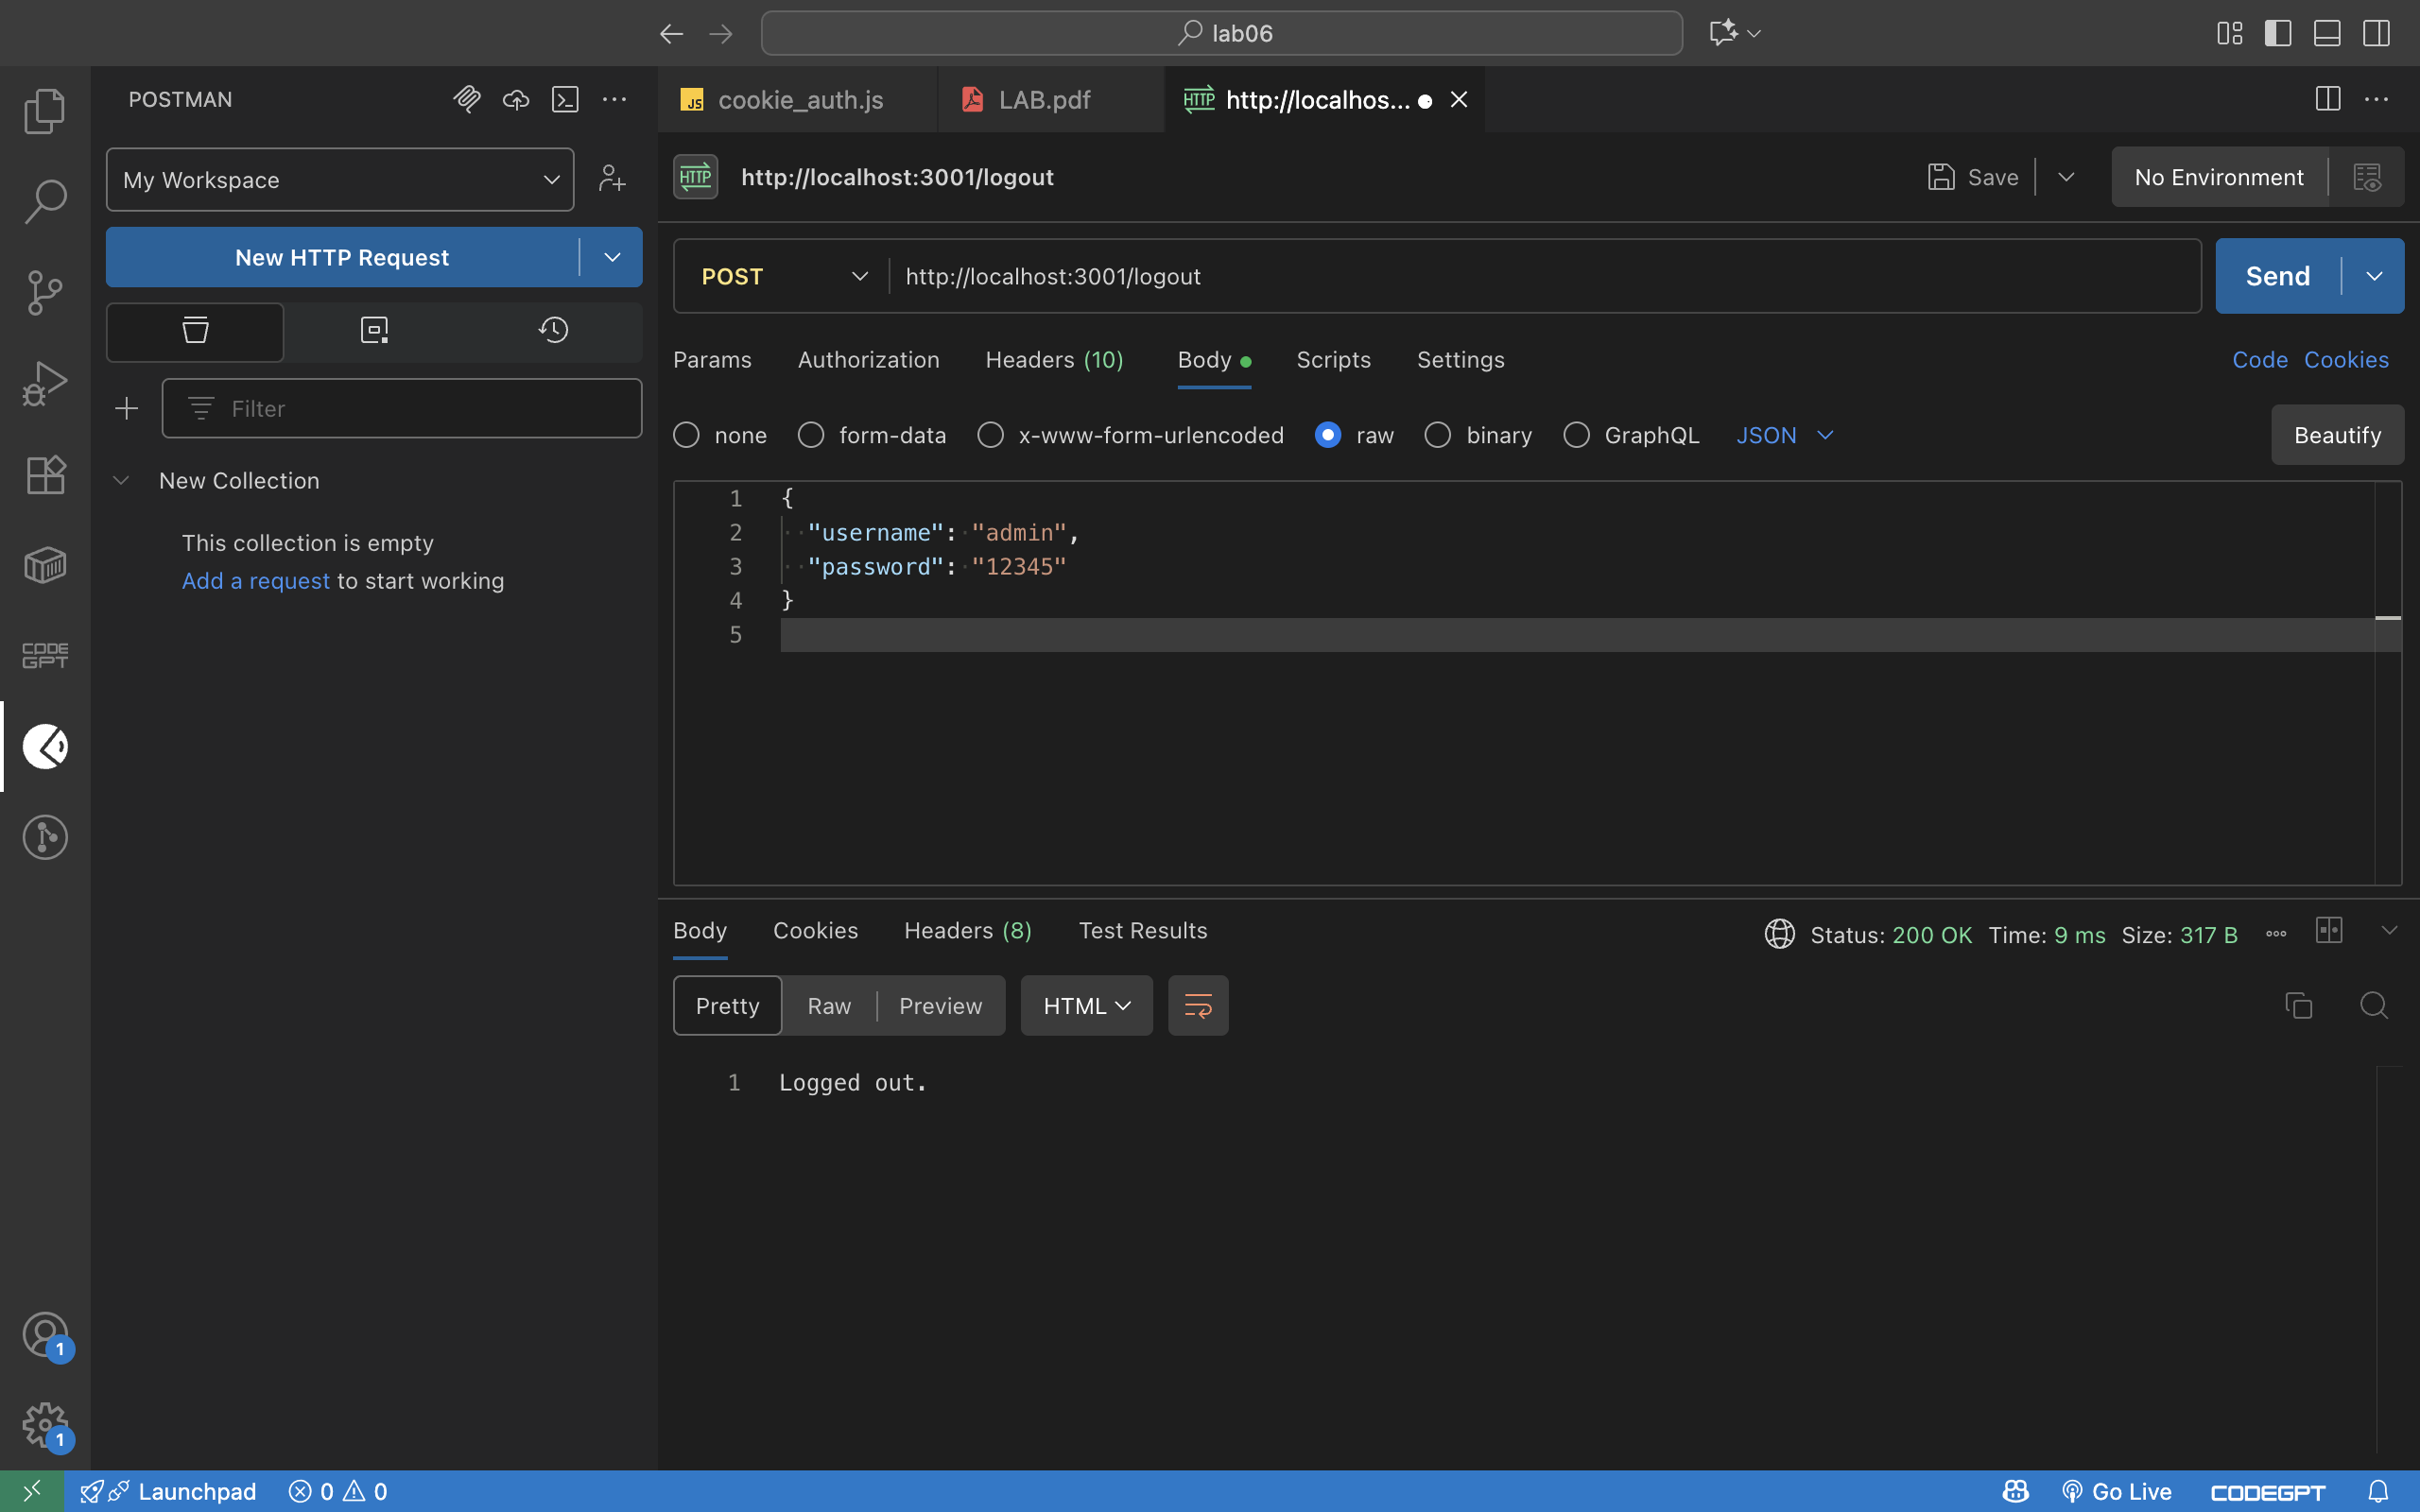 lab06
POSTMAN
cookie_auth.js
LAB.pdf
HTTP http://localhos...
My Workspace
HTTP http://localhost:3001/logout
Save
No Environment
New HTTP Request
POST
http://localhost:3001/logout
Send
Params
Authorization
Headers (10)
Body
Scripts
Settings
Code
Cookies
Filter
none
form-data
x-www-form-urlencoded
raw
binary
GraphQL
JSON
Beautify
New Collection
This collection is empty
Add a request to start working
1 {
2 "username": "admin",
3 "password": "12345"
4 }
5
CODE
GPT
Body
Cookies
Headers (8)
Test Results
Status: 200 OK
Time: 9 ms
Size: 317 B
Pretty
Raw
Preview
HTML
1 Logged out.
1
1
Launchpad
0
0
Go Live
CODEGPT